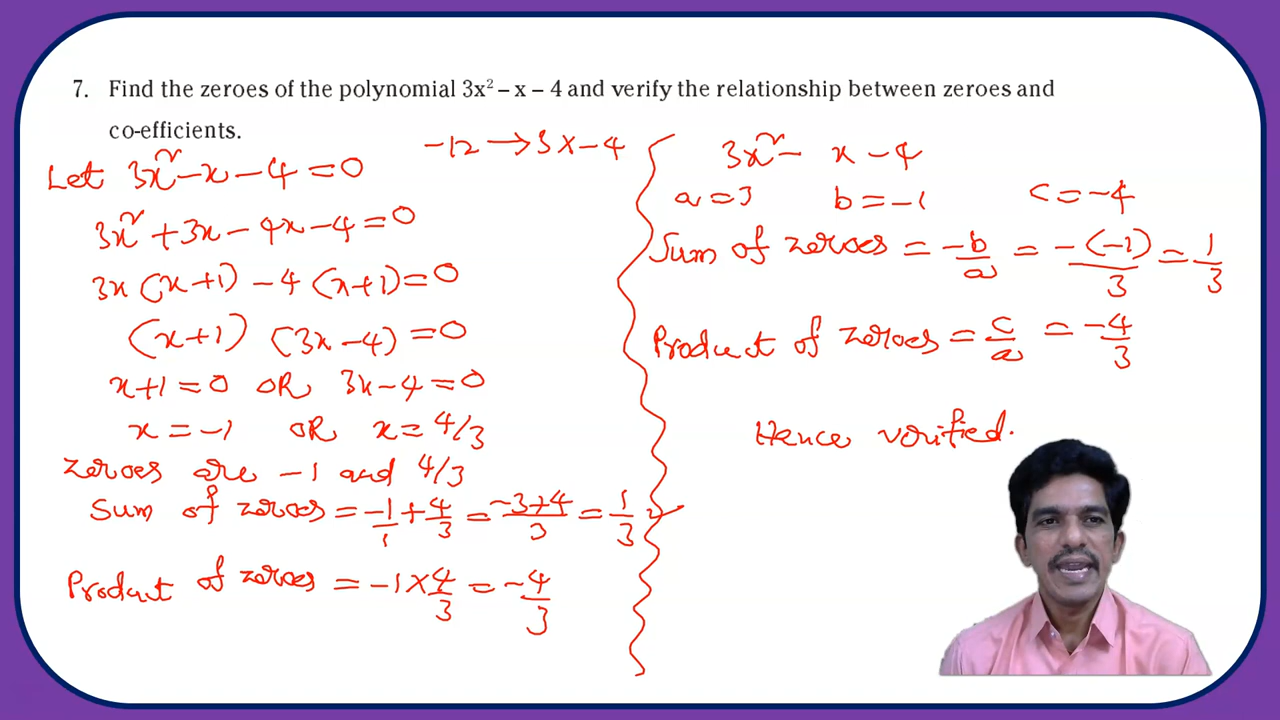 7. Find the zeroes of the polynomial 3x² – x – 4 and verify the relationship between zeroes and
co-efficients.
-12 → 3 x -4
Let 3x² - x - 4 = 0
3x² + 3x - 4x - 4 = 0
3x (x+1) - 4 (x+1) = 0
(x+1) (3x-4) = 0
x+1 = 0 OR 3x-4 = 0
x = -1 OR x = 4/3
Zeroes are -1 and 4/3
Sum of zeroes = -1/1 + 4/3 = -3+4/3 = 1/3
Product of zeroes = -1 × 4/3 = -4/3
3x² - x - 4
a = 3 b = -1 c = -4
Sum of zeroes = -b/a = -(-1)/3 = 1/3
Product of zeroes = c/a = -4/3
Hence verified.